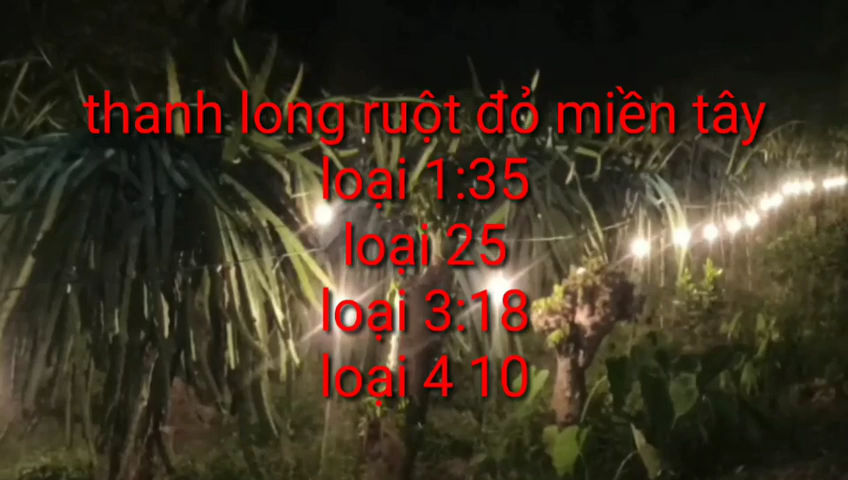 thanh long ruột đỏ miền tây
loại 1:35
loại 25
loại 3:18
loại 4 10